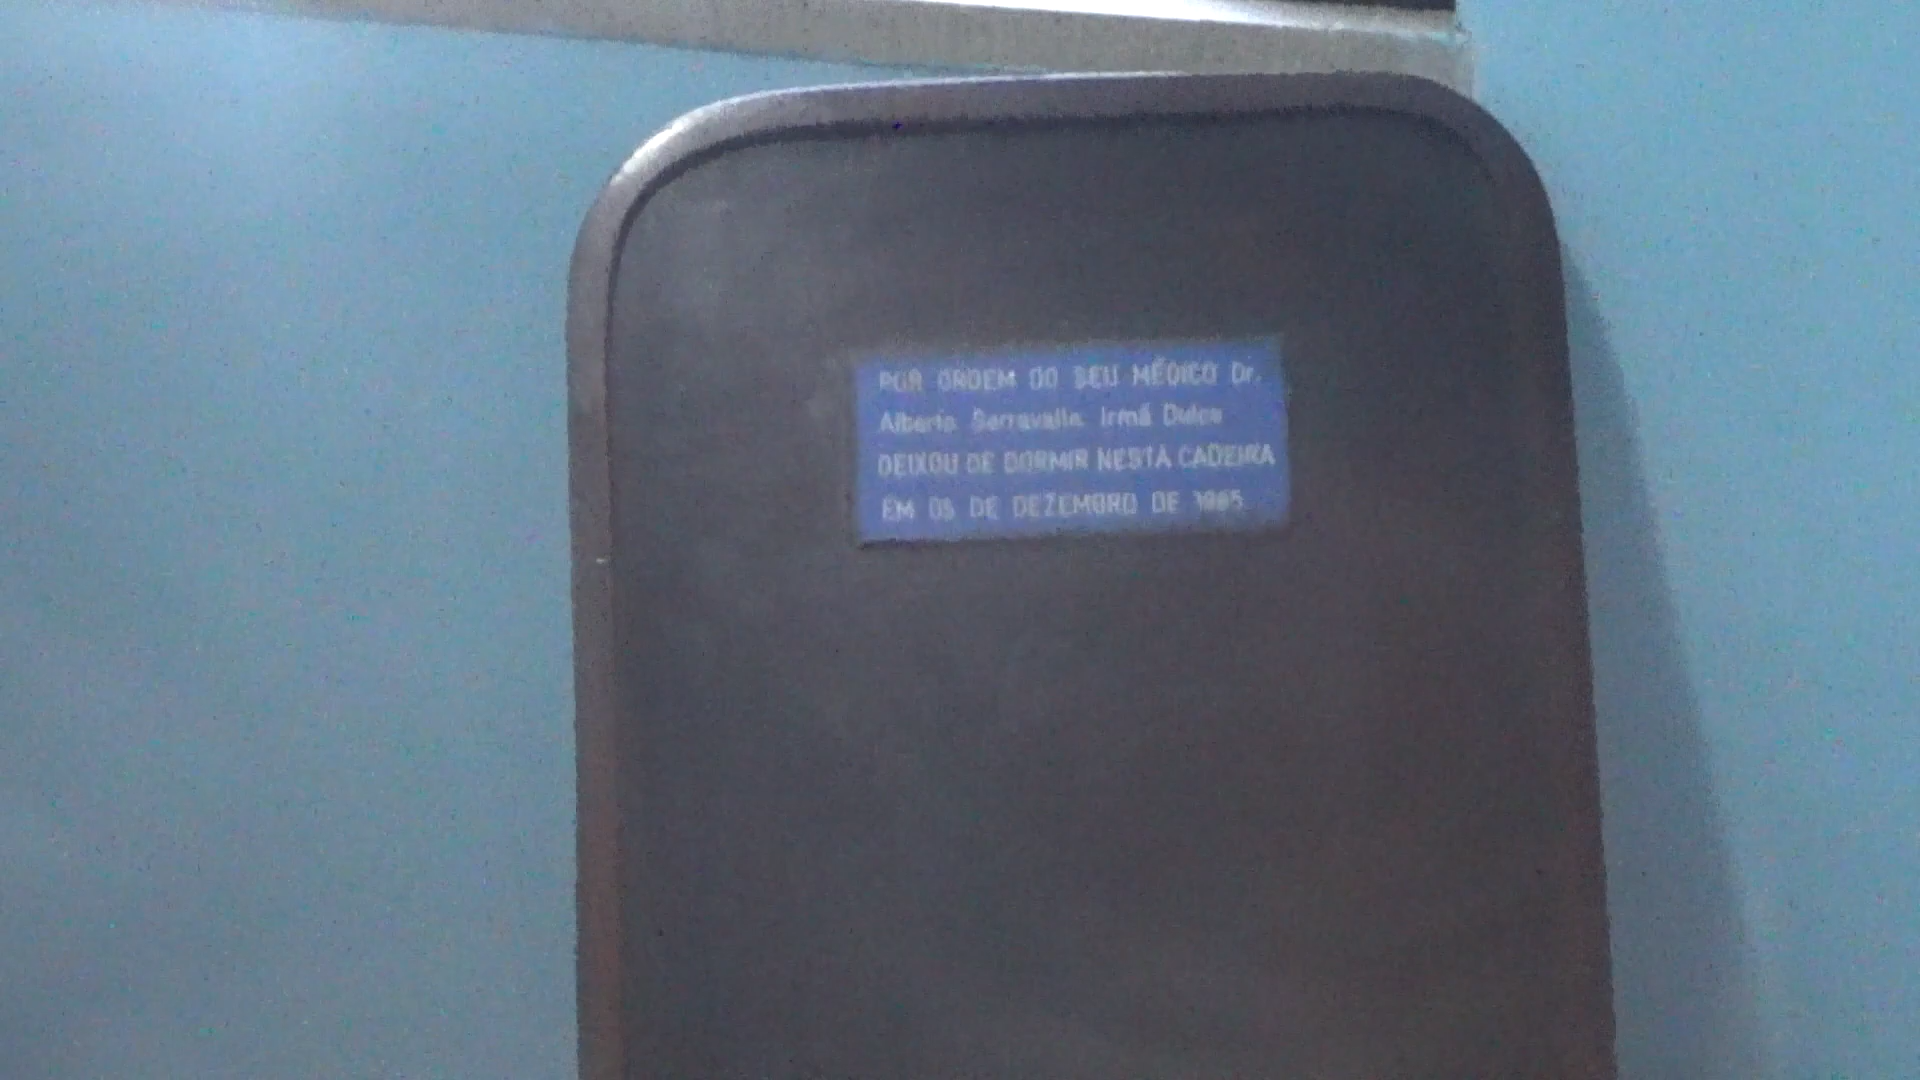 POR ORDEM DO SEU MÉDICO Dr.
Alberto Serravalle Irmã Dulce
DEIXOU DE DORMIR NESTA CADEIRA
EM 05 DE DEZEMBRO DE 1985